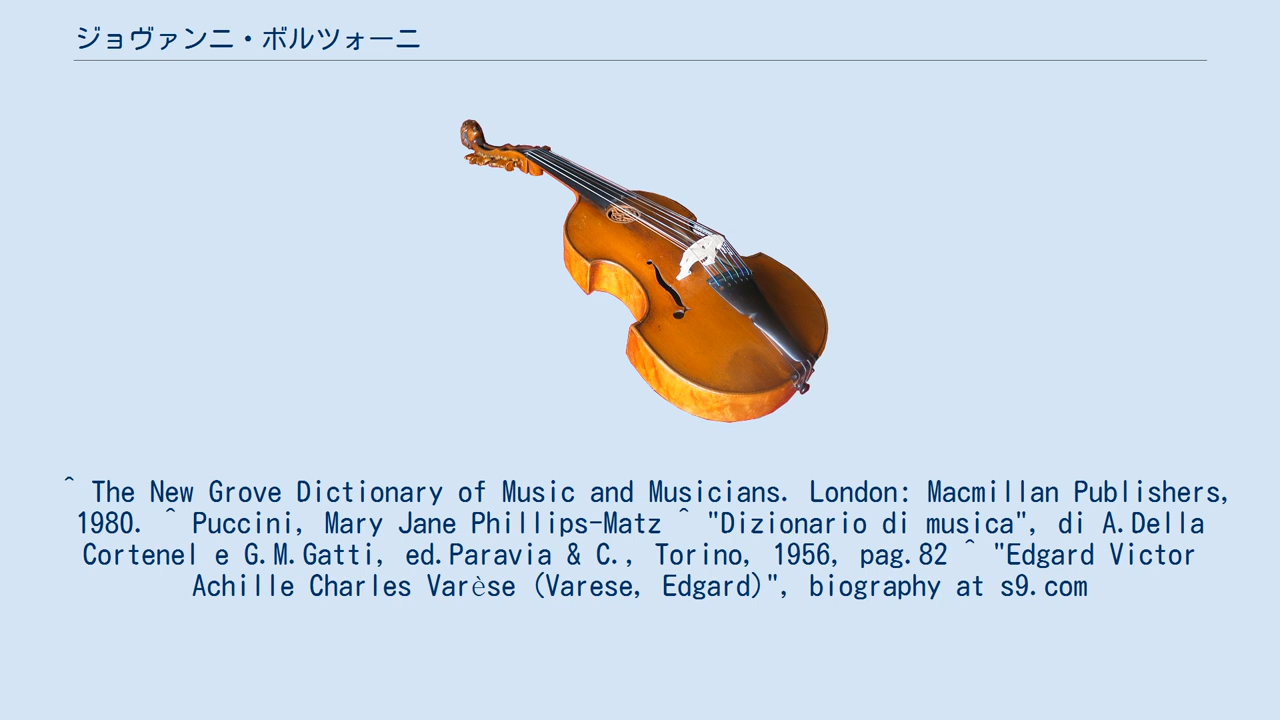 ジョヴァンニ・ボルツォーニ
^ The New Grove Dictionary of Music and Musicians. London: Macmillan Publishers,
1980. ^ Puccini, Mary Jane Phillips-Matz ^ "Dizionario di musica", di A.Della
Cortenel e G.M.Gatti, ed.Paravia & C., Torino, 1956, pag.82 ^ "Edgard Victor
Achille Charles Varèse (Varese, Edgard)", biography at s9.com